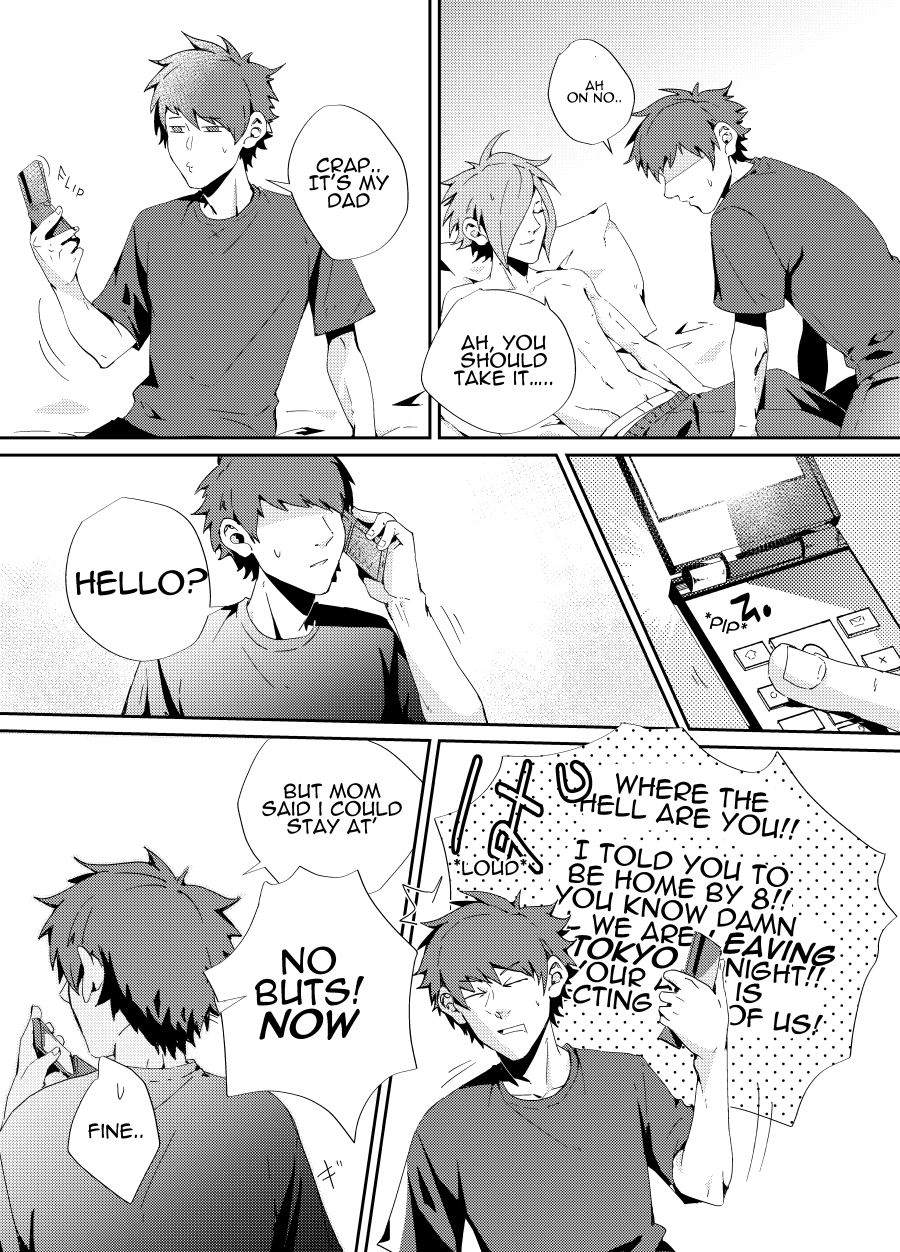 AH
ON NO..
AH, YOU
SHOULD
TAKE IT.....
CRAP..
IT'S MY
DAD
FLIP
*PIP*
HELLO?
WHERE THE
HELL ARE YOU!!
I TOLD YOU TO
BE HOME BY 8!!
YOU KNOW DAMN
WE ARE LEAVING
TOKYO NIGHT!!
YOUR IS
CTING OF US!
*LOUD*
BUT MOM
SAID I COULD
STAY AT'
NO
BUTS!
NOW
FINE..